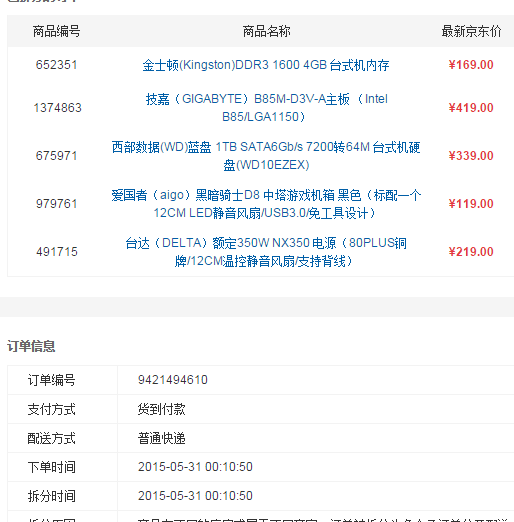 商品编号 商品名称 最新京东价
652351 金士顿(Kingston)DDR3 1600 4GB 台式机内存 ¥169.00
1374863 技嘉（GIGABYTE）B85M-D3V-A主板 （Intel
B85/LGA1150） ¥419.00
675971 西部数据(WD)蓝盘 1TB SATA6Gb/s 7200转64M 台式机硬
盘(WD10EZEX) ¥339.00
979761 爱国者（aigo）黑暗骑士D8 中塔游戏机箱 黑色（标配一个
12CM LED静音风扇/USB3.0/免工具设计） ¥119.00
491715 台达（DELTA）额定350W NX350 电源（80PLUS铜
牌/12CM温控静音风扇/支持背线） ¥219.00
订单信息
订单编号 9421494610
支付方式 货到付款
配送方式 普通快递
下单时间 2015-05-31 00:10:50
拆分时间 2015-05-31 00:10:50